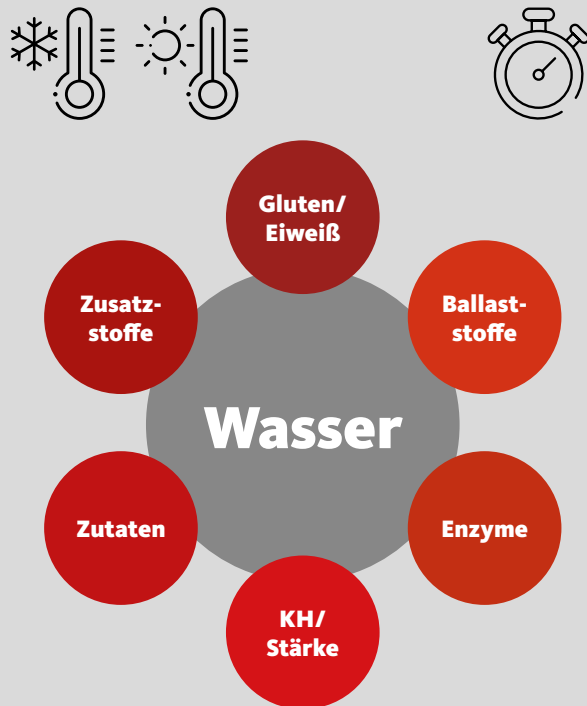 Gluten/
Eiweiß
Zusatz-
stoffe
Ballast-
stoffe
Wasser
Zutaten
Enzyme
KH/
Stärke